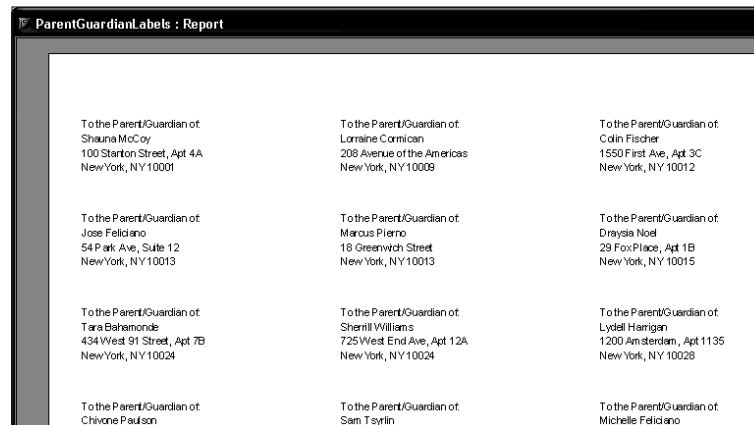 ParentGuardianLabels : Report
To the Parent/Guardian of:
Shauna McCoy
100 Stanton Street, Apt 4A
New York, NY 10001
To the Parent/Guardian of:
Lorraine Cormican
208 Avenue of the Americas
New York, NY 10009
To the Parent/Guardian of:
Colin Fischer
1550 First Ave, Apt 3C
New York, NY 10012
To the Parent/Guardian of:
Jose Feliciano
54 Park Ave, Suite 12
New York, NY 10013
To the Parent/Guardian of:
Marcus Pierno
18 Greenwich Street
New York, NY 10013
To the Parent/Guardian of:
Draysia Noel
29 Fox Place, Apt 1B
New York, NY 10015
To the Parent/Guardian of:
Tara Bahamonde
434 West 91 Street, Apt 7B
New York, NY 10024
To the Parent/Guardian of:
Sherrill Williams
725 West End Ave, Apt 12A
New York, NY 10024
To the Parent/Guardian of:
Lydell Harrigan
1200 Amsterdam, Apt 1135
New York, NY 10028
To the Parent/Guardian of:
Chivone Paulson
To the Parent/Guardian of:
Sam Tsyrlin
To the Parent/Guardian of:
Michelle Feliciano